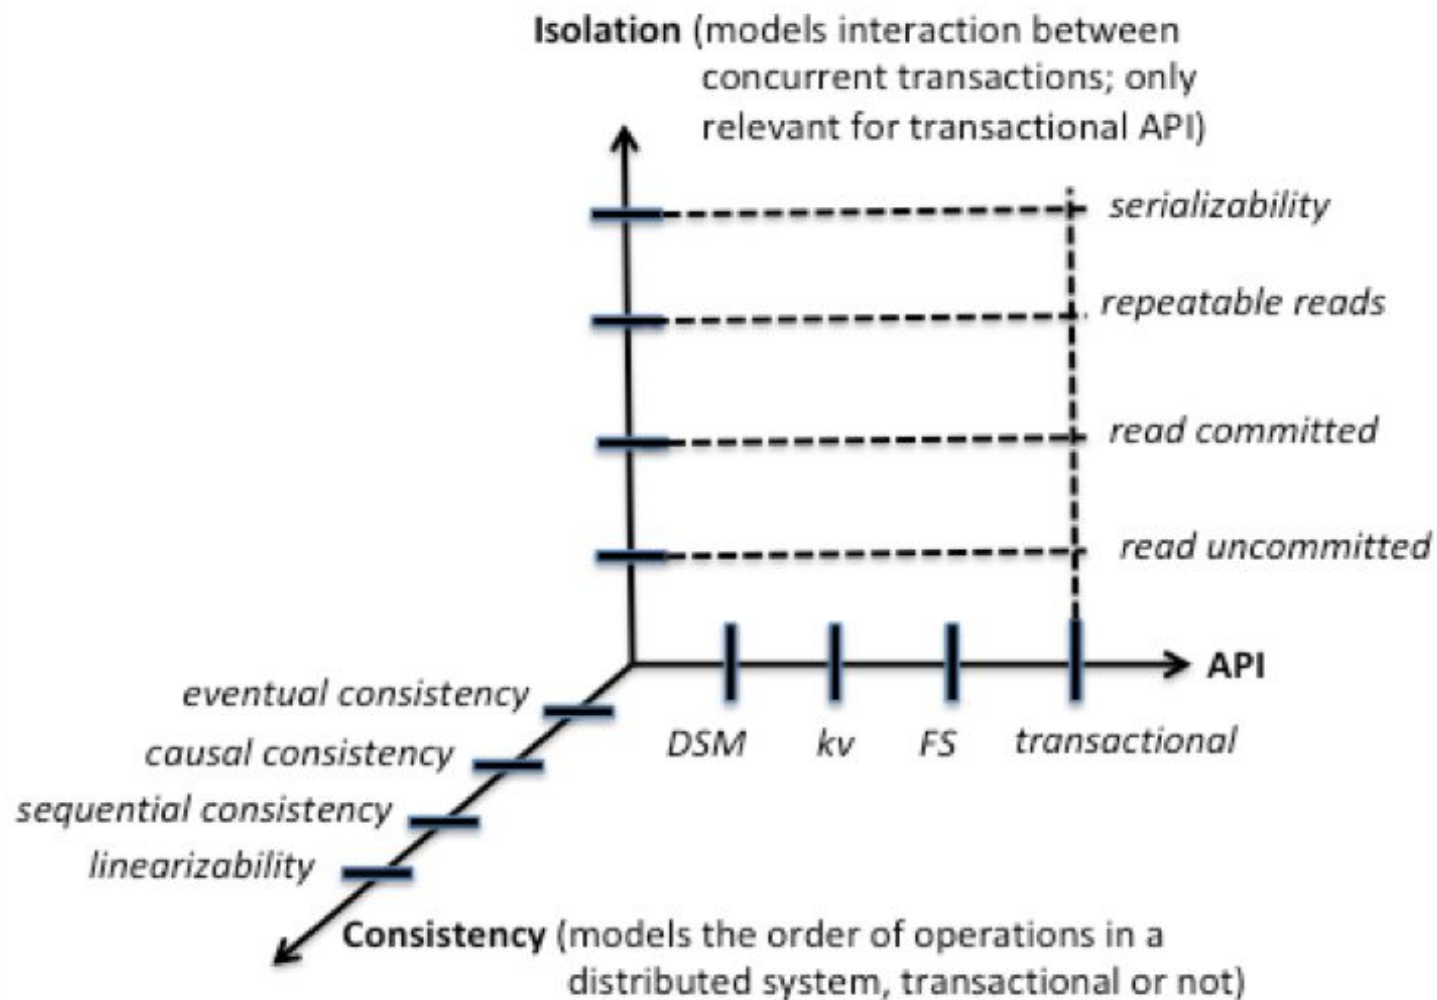 Isolation (models interaction between
concurrent transactions; only
relevant for transactional API)
serializability
repeatable reads
read committed
read uncommitted
API
DSM kv FS transactional
eventual consistency
causal consistency
sequential consistency
linearizability
Consistency (models the order of operations in a
distributed system, transactional or not)